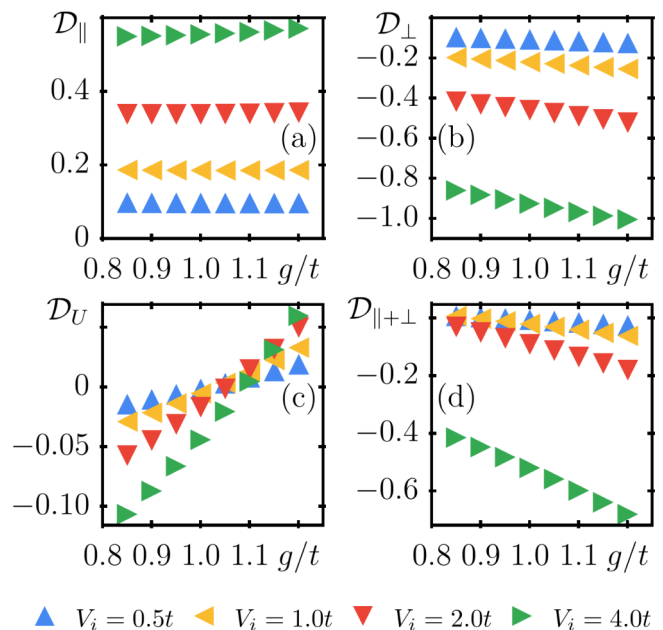 𝒟∥
0.4
0.2
0
(a)
0.8 0.9 1.0 1.1 g/t
𝒟⊥
−0.2
−0.4
−0.6
−0.8
−1.0
(b)
0.8 0.9 1.0 1.1 g/t
𝒟U
0
−0.05
−0.10
(c)
0.8 0.9 1.0 1.1 g/t
𝒟∥+⊥
−0.2
−0.4
−0.6
(d)
0.8 0.9 1.0 1.1 g/t
Vi = 0.5t Vi = 1.0t Vi = 2.0t Vi = 4.0t